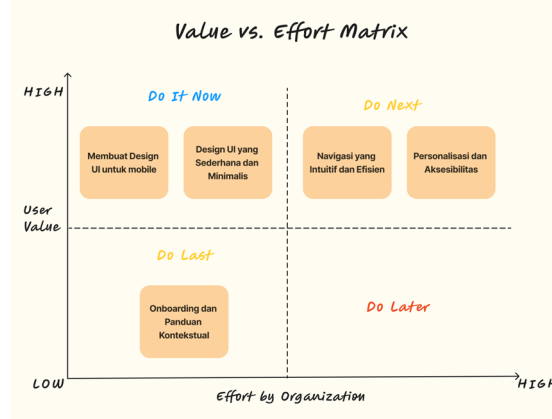 Value vs. Effort Matrix
HIGH
Do It Now
Do Next
Membuat Design
UI untuk mobile
Design UI yang
Sederhana dan
Minimalis
Navigasi yang
Intuitif dan Efisien
Personalisasi dan
Aksesibilitas
User
Value
Do Last
Onboarding dan
Panduan
Kontekstual
Do Later
LOW
Effort by Organization
HIGH